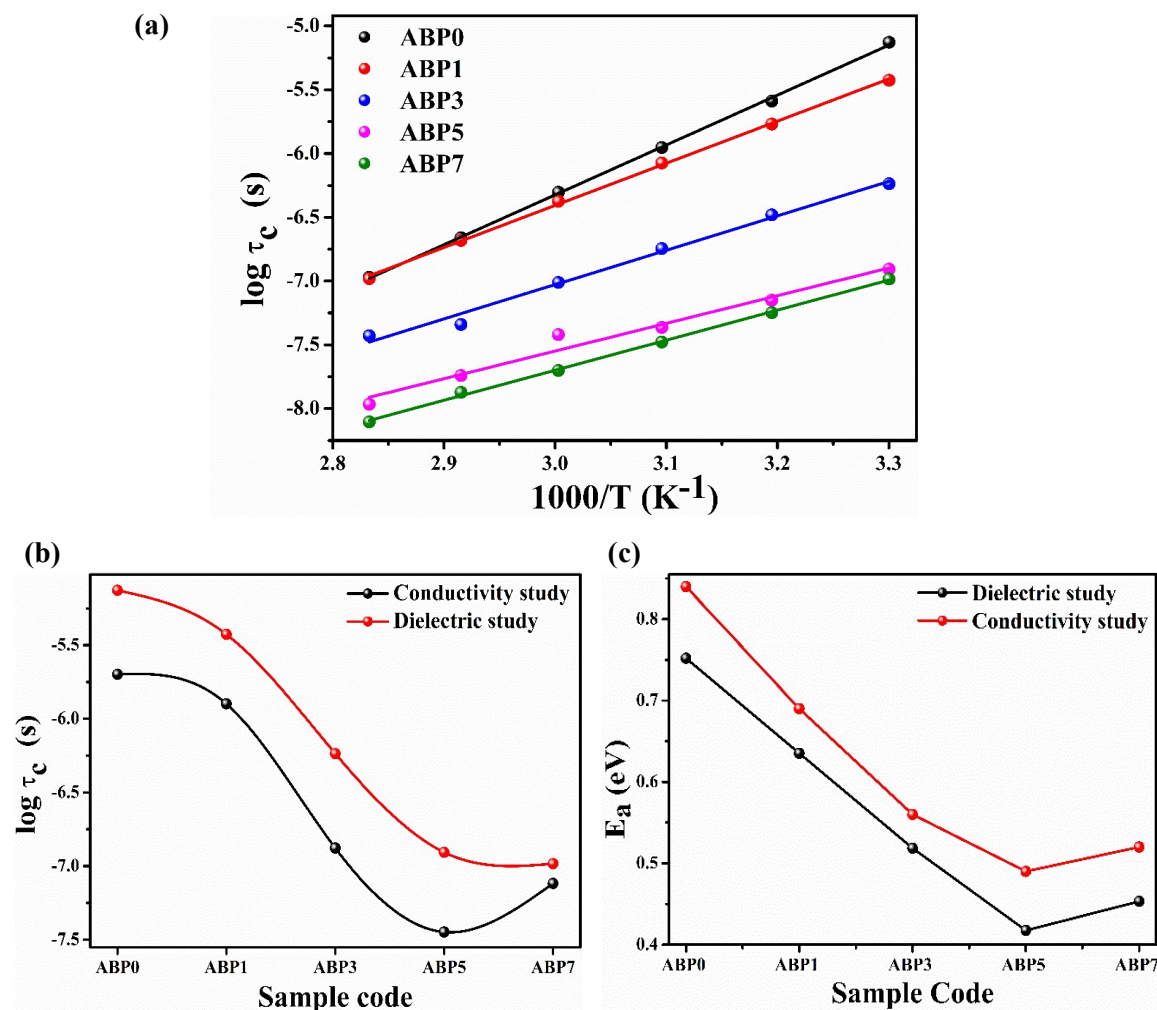 (a)
ABP0
ABP1
ABP3
ABP5
ABP7
log τc (s)
-5.0
-5.5
-6.0
-6.5
-7.0
-7.5
-8.0
2.8 2.9 3.0 3.1 3.2 3.3
1000/T (K-1)
(b)
Conductivity study
Dielectric study
log τc (s)
-5.5
-6.0
-6.5
-7.0
-7.5
ABP0 ABP1 ABP3 ABP5 ABP7
Sample code
(c)
Dielectric study
Conductivity study
Ea (eV)
0.8
0.7
0.6
0.5
0.4
ABP0 ABP1 ABP3 ABP5 ABP7
Sample Code